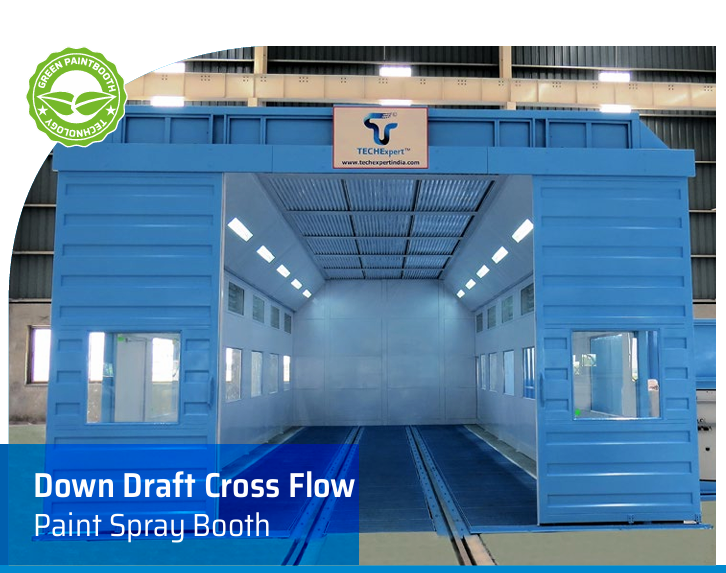 GREEN PAINTBOOTH
TECHNOLOGY
TECHExpert™
www.techexpertindia.com
Down Draft Cross Flow
Paint Spray Booth